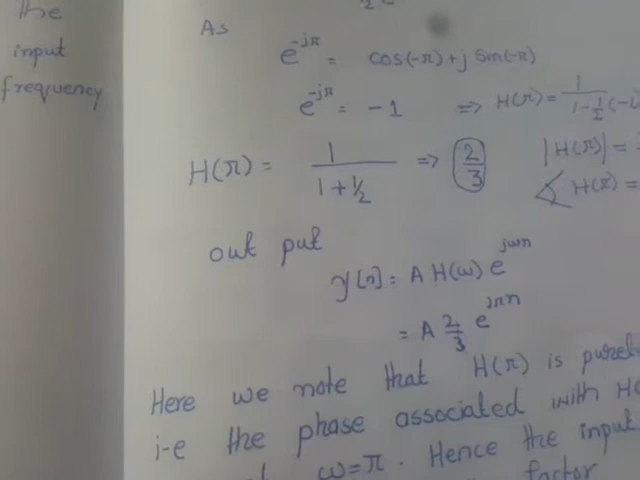 the
input
frequency
As
e^{-jπ} = cos(-π)+j sin(-π)
e^{-jπ} = -1 => H(π) = 1/(1-½(-1
H(π) = 1/(1+1/2) => 2/3 |H(π)| =
∠H(π) =
out put
y[n] = A H(ω) e^{jωn}
= A 2/3 e^{jπn}
Here we note that H(π) is
i-e the phase associated with
ω=π. Hence the input
factor